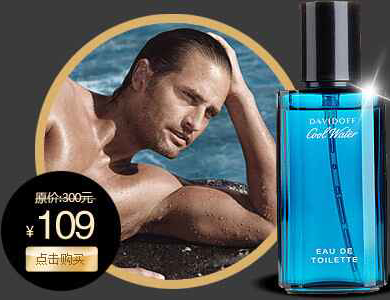 原价:300元
¥109
点击购买
DAVIDOFF
Cool Water
EAU DE
TOILETTE